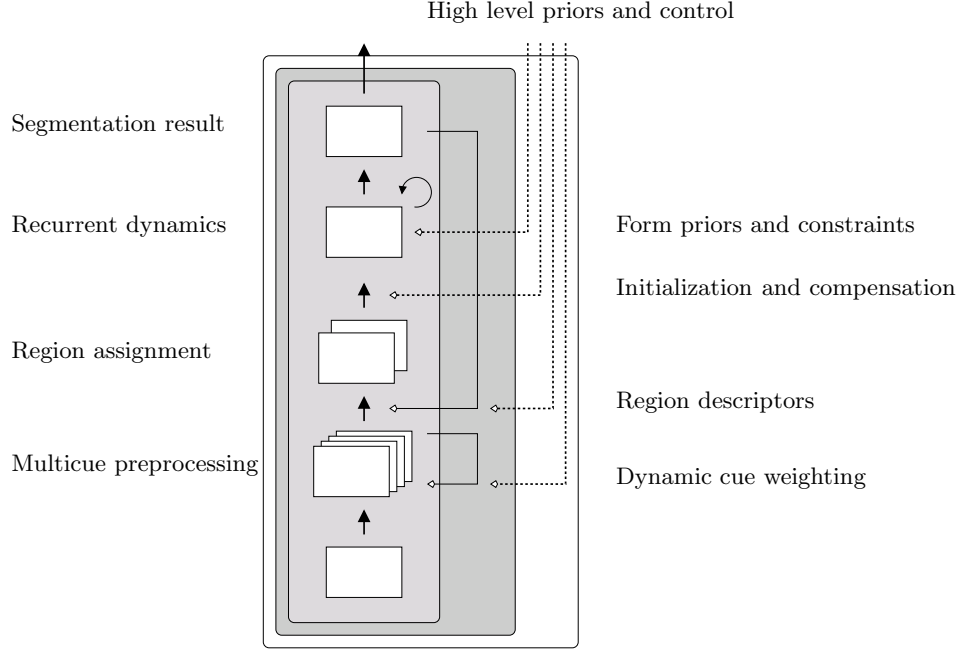 High level priors and control
Segmentation result
Recurrent dynamics
Form priors and constraints
Initialization and compensation
Region assignment
Region descriptors
Multicue preprocessing
Dynamic cue weighting